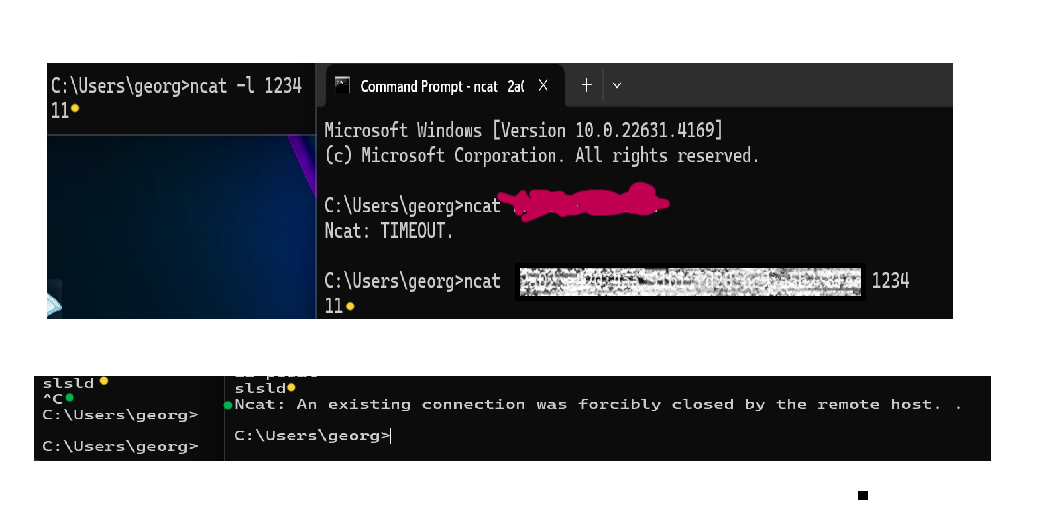 C:\Users\georg>ncat -l 1234
11
Command Prompt - ncat 2a(
Microsoft Windows [Version 10.0.22631.4169]
(c) Microsoft Corporation. All rights reserved.
C:\Users\georg>ncat
Ncat: TIMEOUT.
C:\Users\georg>ncat 1234
11
slsld
^C
C:\Users\georg>
C:\Users\georg>
slsld
Ncat: An existing connection was forcibly closed by the remote host. .
C:\Users\georg>